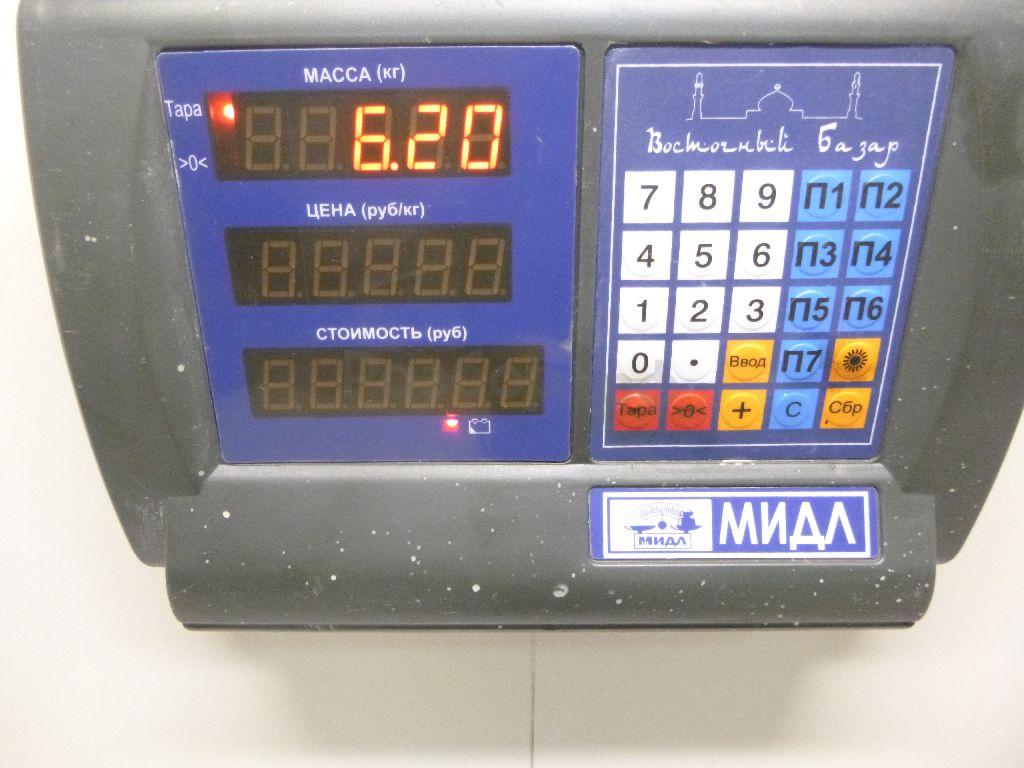 МАССА (кг)
Тара
6.20
>0<
ЦЕНА (руб/кг)
СТОИМОСТЬ (руб)
Восточный Базар
7 8 9 П1 П2
4 5 6 П3 П4
1 2 3 П5 П6
0 . Ввод П7
Тара >0< + С Сбр
МИДЛ МИДЛ